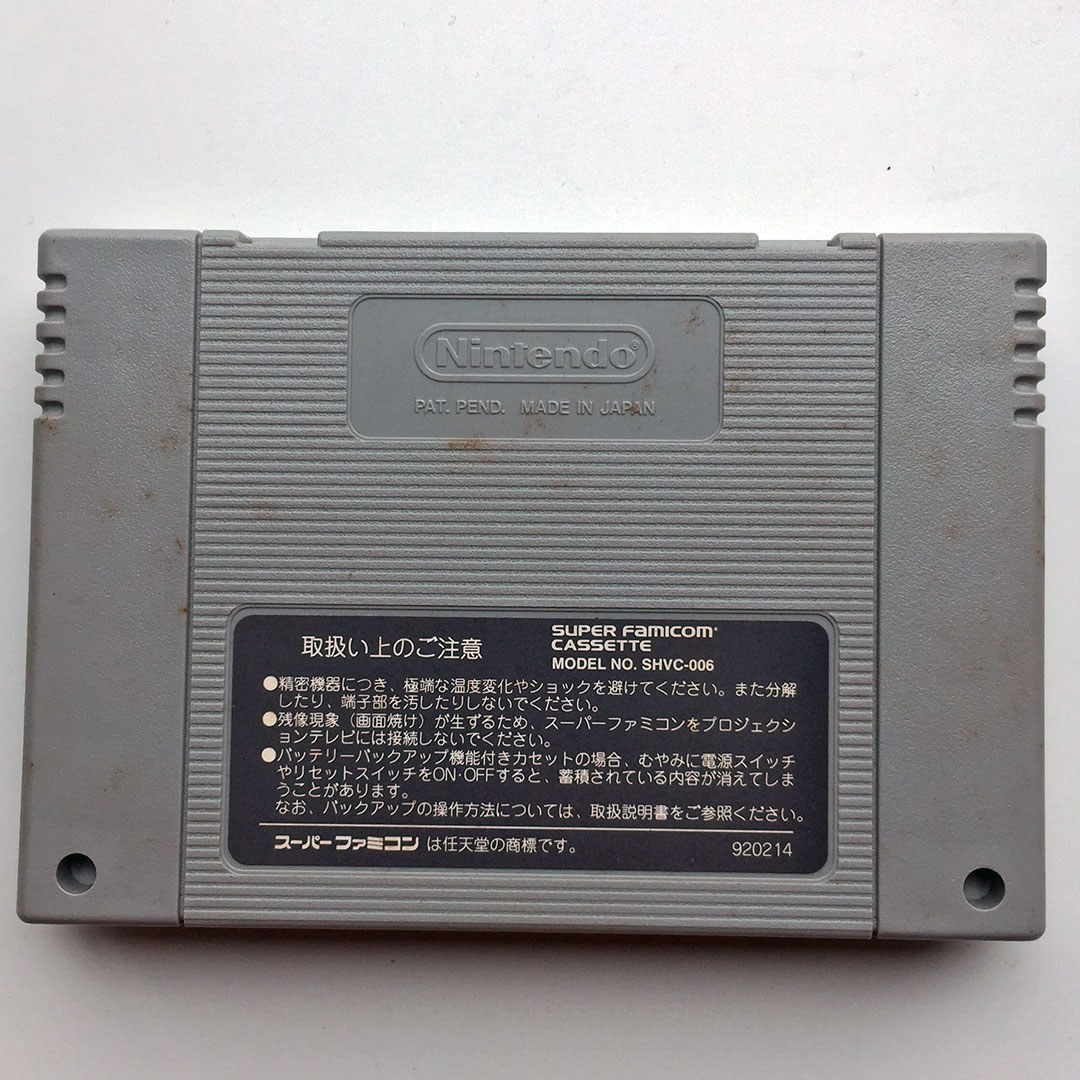 Nintendo®
PAT. PEND. MADE IN JAPAN
取扱い上のご注意
SUPER FAMICOM®
CASSETTE
MODEL NO. SHVC-006
●精密機器につき、極端な温度変化やショックを避けてください。また分解
したり、端子部を汚したりしないでください。
●残像現象（画面焼け）が生ずるため、スーパーファミコンをプロジェクシ
ョンテレビには接続しないでください。
●バッテリーバックアップ機能付きカセットの場合、むやみに電源スイッチ
やリセットスイッチをON·OFFすると、蓄積されている内容が消えてしま
うことがあります。
なお、バックアップの操作方法については、取扱説明書をご参照ください。
スーパーファミコンは任天堂の商標です。
920214